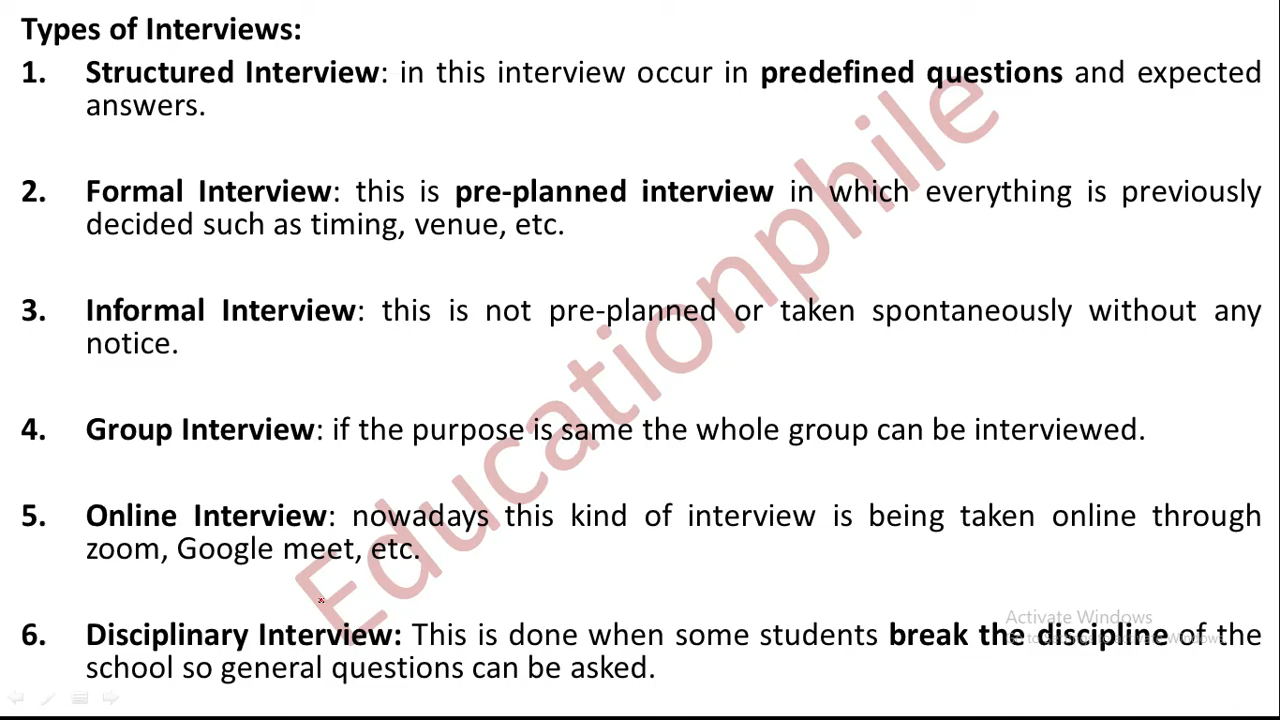 Types of Interviews:
1. Structured Interview: in this interview occur in predefined questions and expected
answers.
2. Formal Interview: this is pre-planned interview in which everything is previously
decided such as timing, venue, etc.
3. Informal Interview: this is not pre-planned or taken spontaneously without any
notice.
4. Group Interview: if the purpose is same the whole group can be interviewed.
5. Online Interview: nowadays this kind of interview is being taken online through
zoom, Google meet, etc.
6. Disciplinary Interview: This is done when some students break the discipline of the
school so general questions can be asked.
Educationphile
Activate Windows